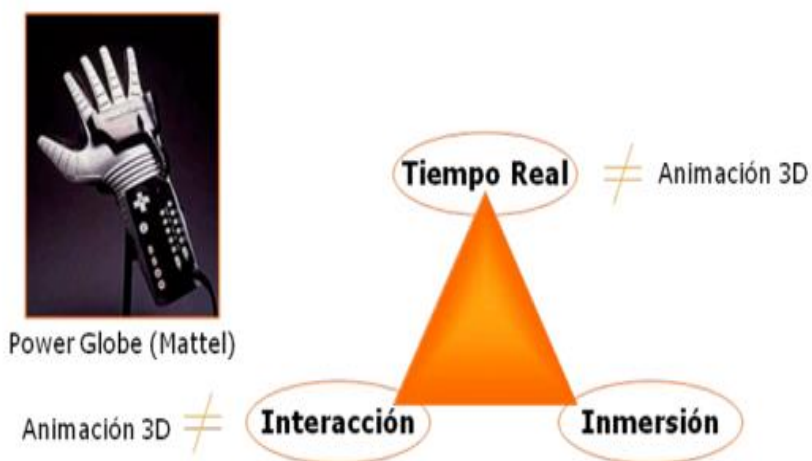 Tiempo Real
Animación 3D
Power Globe (Mattel)
Animación 3D
Interacción
Inmersión